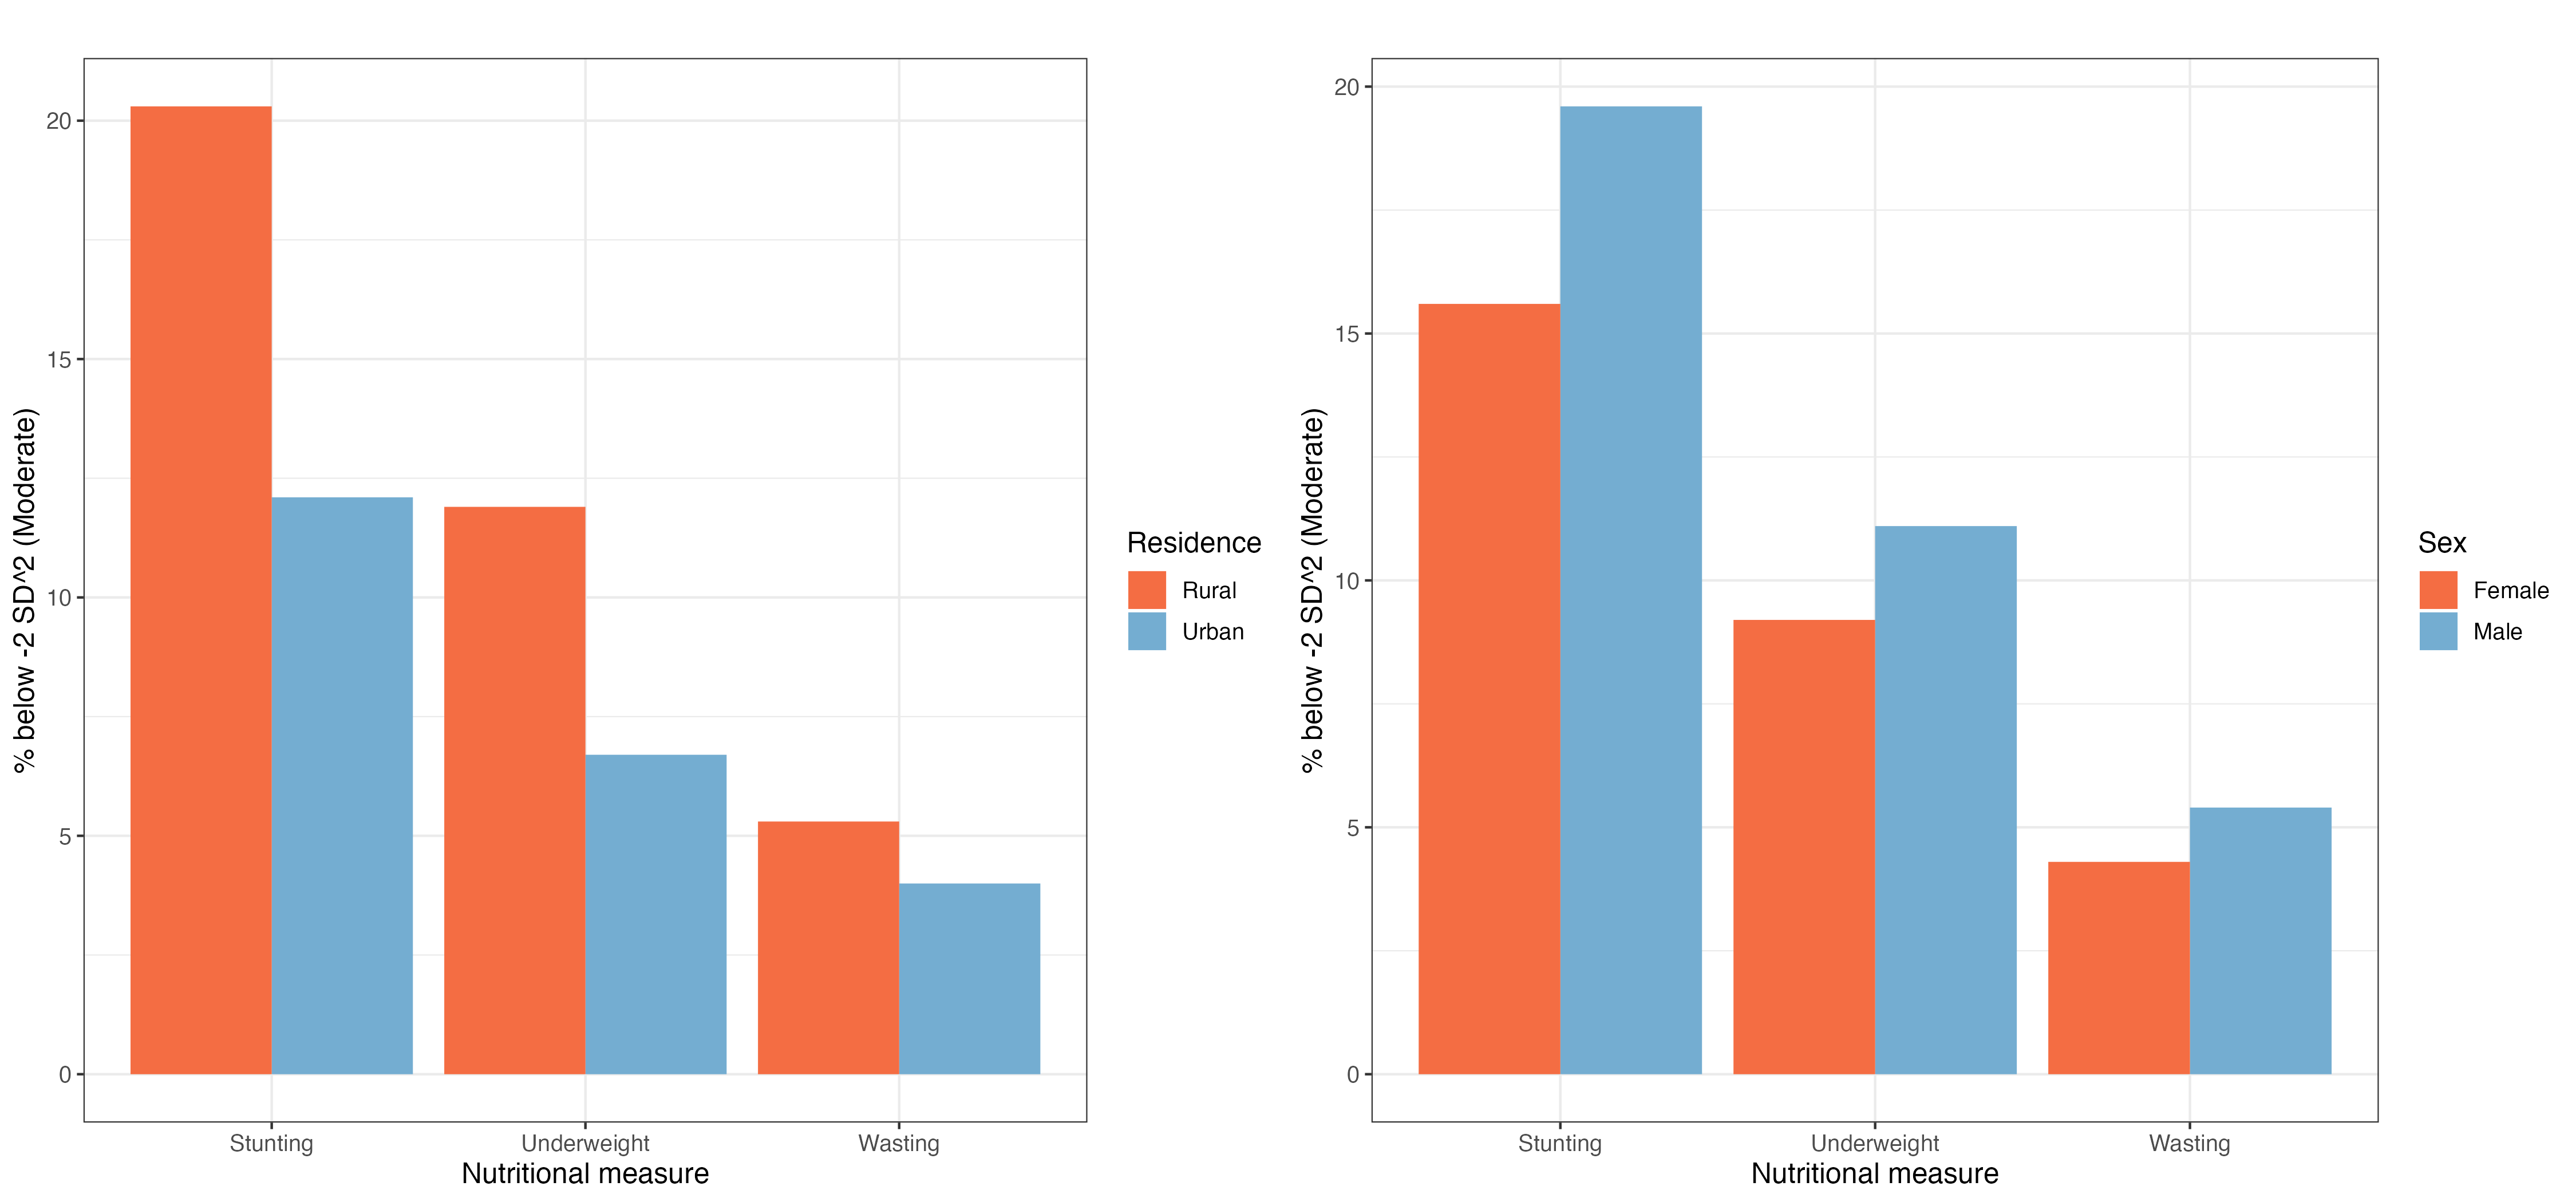 % below -2 SD^2 (Moderate)
20
15
10
5
0
Stunting Underweight Wasting
Nutritional measure
Residence
Rural
Urban
% below -2 SD^2 (Moderate)
20
15
10
5
0
Stunting Underweight Wasting
Nutritional measure
Sex
Female
Male